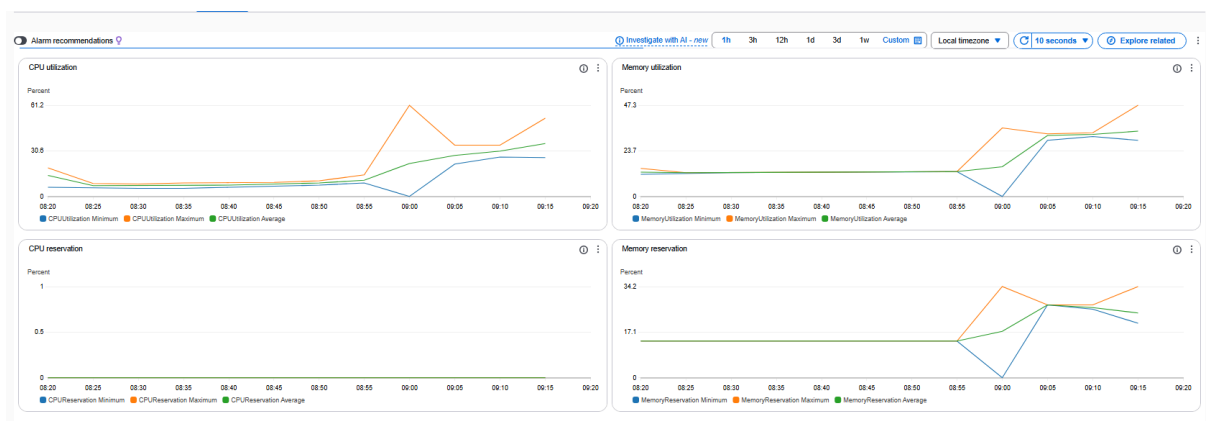 Alarm recommendations
Investigate with AI - new 1h 3h 12h 1d 3d 1w Custom Local timezone 10 seconds Explore related
CPU utilization
Percent
61.2
30.6
0
08:20 08:25 08:30 08:35 08:40 08:45 08:50 08:55 09:00 09:05 09:10 09:15 09:20
CPUUtilization Minimum CPUUtilization Maximum CPUUtilization Average
Memory utilization
Percent
47.3
23.7
0
08:20 08:25 08:30 08:35 08:40 08:45 08:50 08:55 09:00 09:05 09:10 09:15 09:20
MemoryUtilization Minimum MemoryUtilization Maximum MemoryUtilization Average
CPU reservation
Percent
1
0.5
0
08:20 08:25 08:30 08:35 08:40 08:45 08:50 08:55 09:00 09:05 09:10 09:15 09:20
CPUReservation Minimum CPUReservation Maximum CPUReservation Average
Memory reservation
Percent
34.2
17.1
0
08:20 08:25 08:30 08:35 08:40 08:45 08:50 08:55 09:00 09:05 09:10 09:15 09:20
MemoryReservation Minimum MemoryReservation Maximum MemoryReservation Average